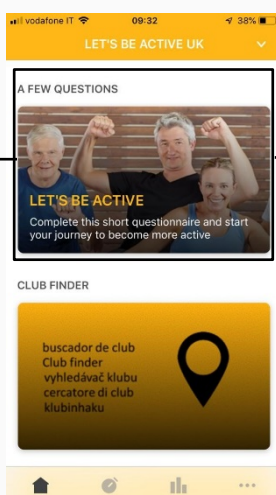 vodafone IT 09:32 38%
LET'S BE ACTIVE UK
A FEW QUESTIONS
LET'S BE ACTIVE
Complete this short questionnaire and start
your journey to become more active
CLUB FINDER
buscador de club
Club finder
vyhledávač klubu
cercatore di club
klubinhaku